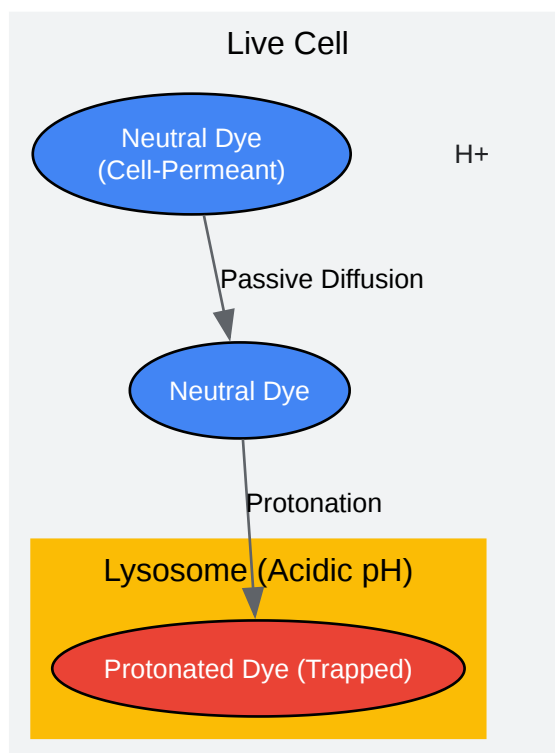 Live Cell
Neutral Dye
(Cell-Permeant)
H+
Passive Diffusion
Neutral Dye
Protonation
Lysosome (Acidic pH)
Protonated Dye (Trapped)